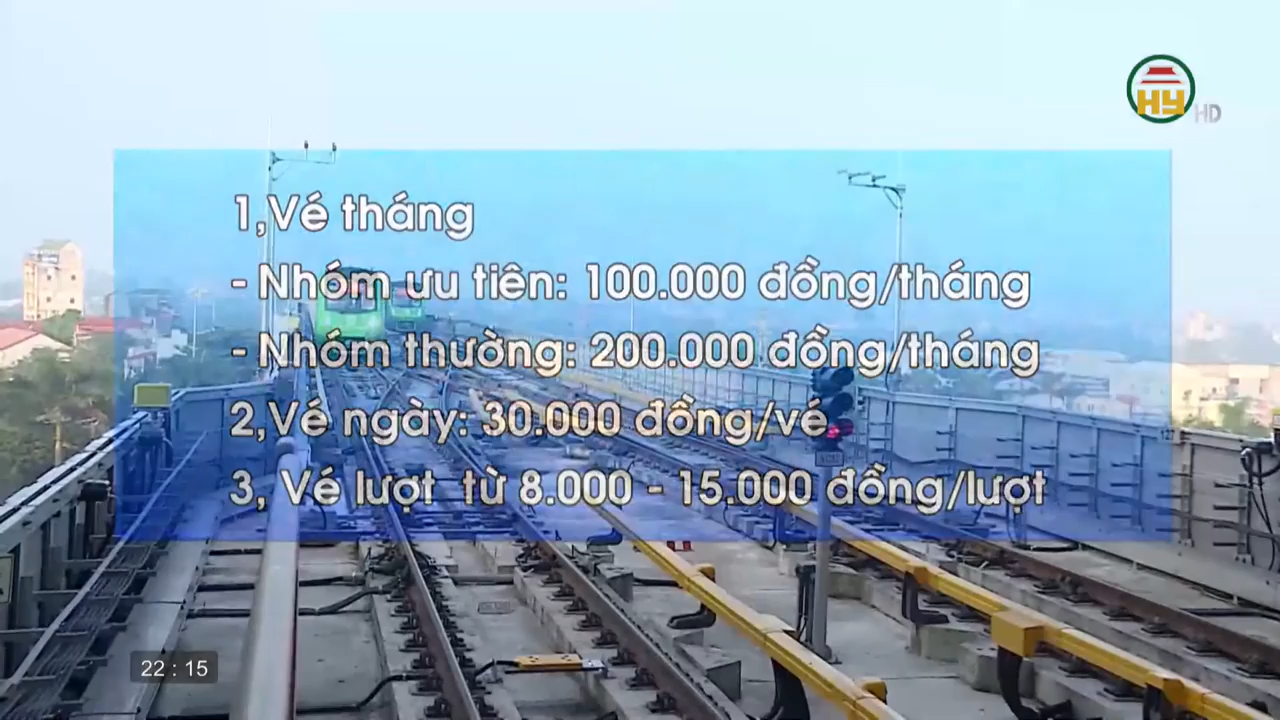 HY HD
1,Vé tháng
- Nhóm ưu tiên: 100.000 đồng/tháng
- Nhóm thường: 200.000 đồng/tháng
2,Vé ngày: 30.000 đồng/vé
3, Vé lượt từ 8.000 - 15.000 đồng/lượt
22 : 15